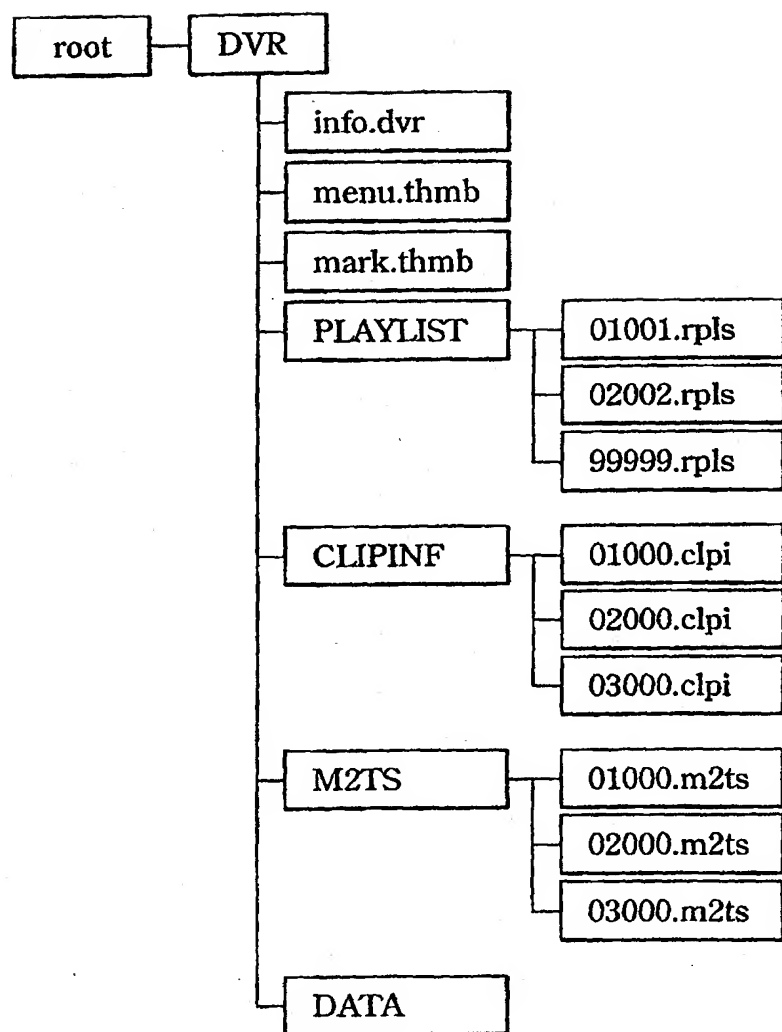 root
DVR
info.dvr
menu.thmb
mark.thmb
PLAYLIST
01001.rpls
02002.rpls
99999.rpls
CLIPINF
01000.clpi
02000.clpi
03000.clpi
M2TS
01000.m2ts
02000.m2ts
03000.m2ts
DATA